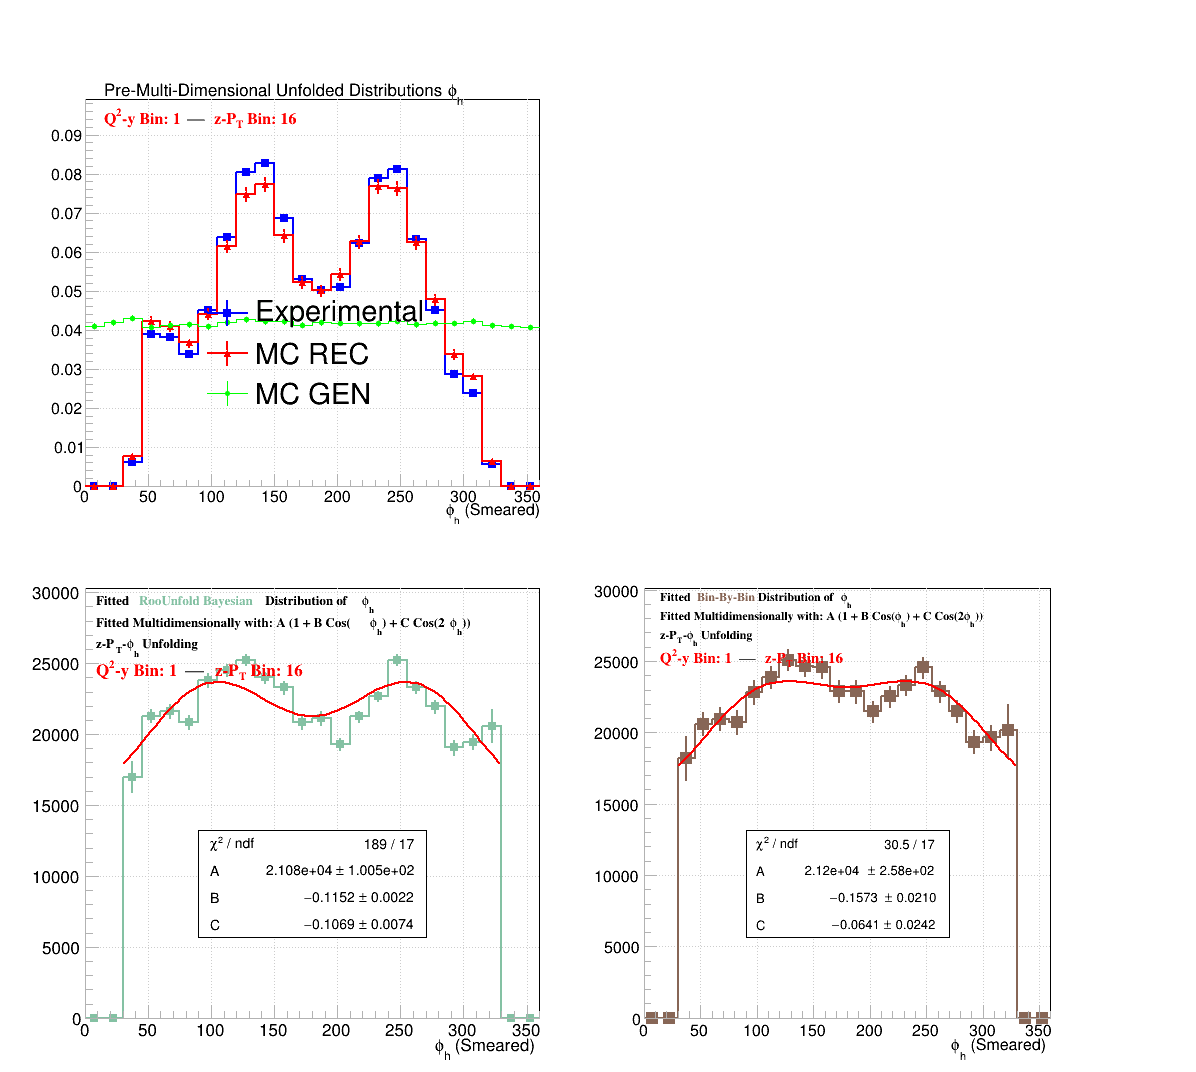 Pre-Multi-Dimensional Unfolded Distributions ϕh
Q²-y Bin: 1 — z-PT Bin: 16
0.09
0.08
0.07
0.06
0.05
0.04
0.03
0.02
0.01
0
Experimental
MC REC
MC GEN
0 50 100 150 200 250 300 350
ϕh (Smeared)
30000
25000
20000
15000
10000
5000
0
Fitted RooUnfold Bayesian Distribution of ϕh
Fitted Multidimensionally with: A (1 + B Cos( ϕh) + C Cos(2 ϕh))
z-PT-ϕh Unfolding
Q²-y Bin: 1 — z-PT Bin: 16
χ² / ndf 189 / 17
A 2.108e+04 ± 1.005e+02
B −0.1152 ± 0.0022
C −0.1069 ± 0.0074
0 50 100 150 200 250 300 350
ϕh (Smeared)
30000
25000
20000
15000
10000
5000
0
Fitted Bin-By-Bin Distribution of ϕh
Fitted Multidimensionally with: A (1 + B Cos(ϕh) + C Cos(2ϕh))
z-PT-ϕh Unfolding
Q²-y Bin: 1 — z-PT Bin: 16
χ² / ndf 30.5 / 17
A 2.12e+04 ± 2.58e+02
B −0.1573 ± 0.0210
C −0.0641 ± 0.0242
0 50 100 150 200 250 300 350
ϕh (Smeared)